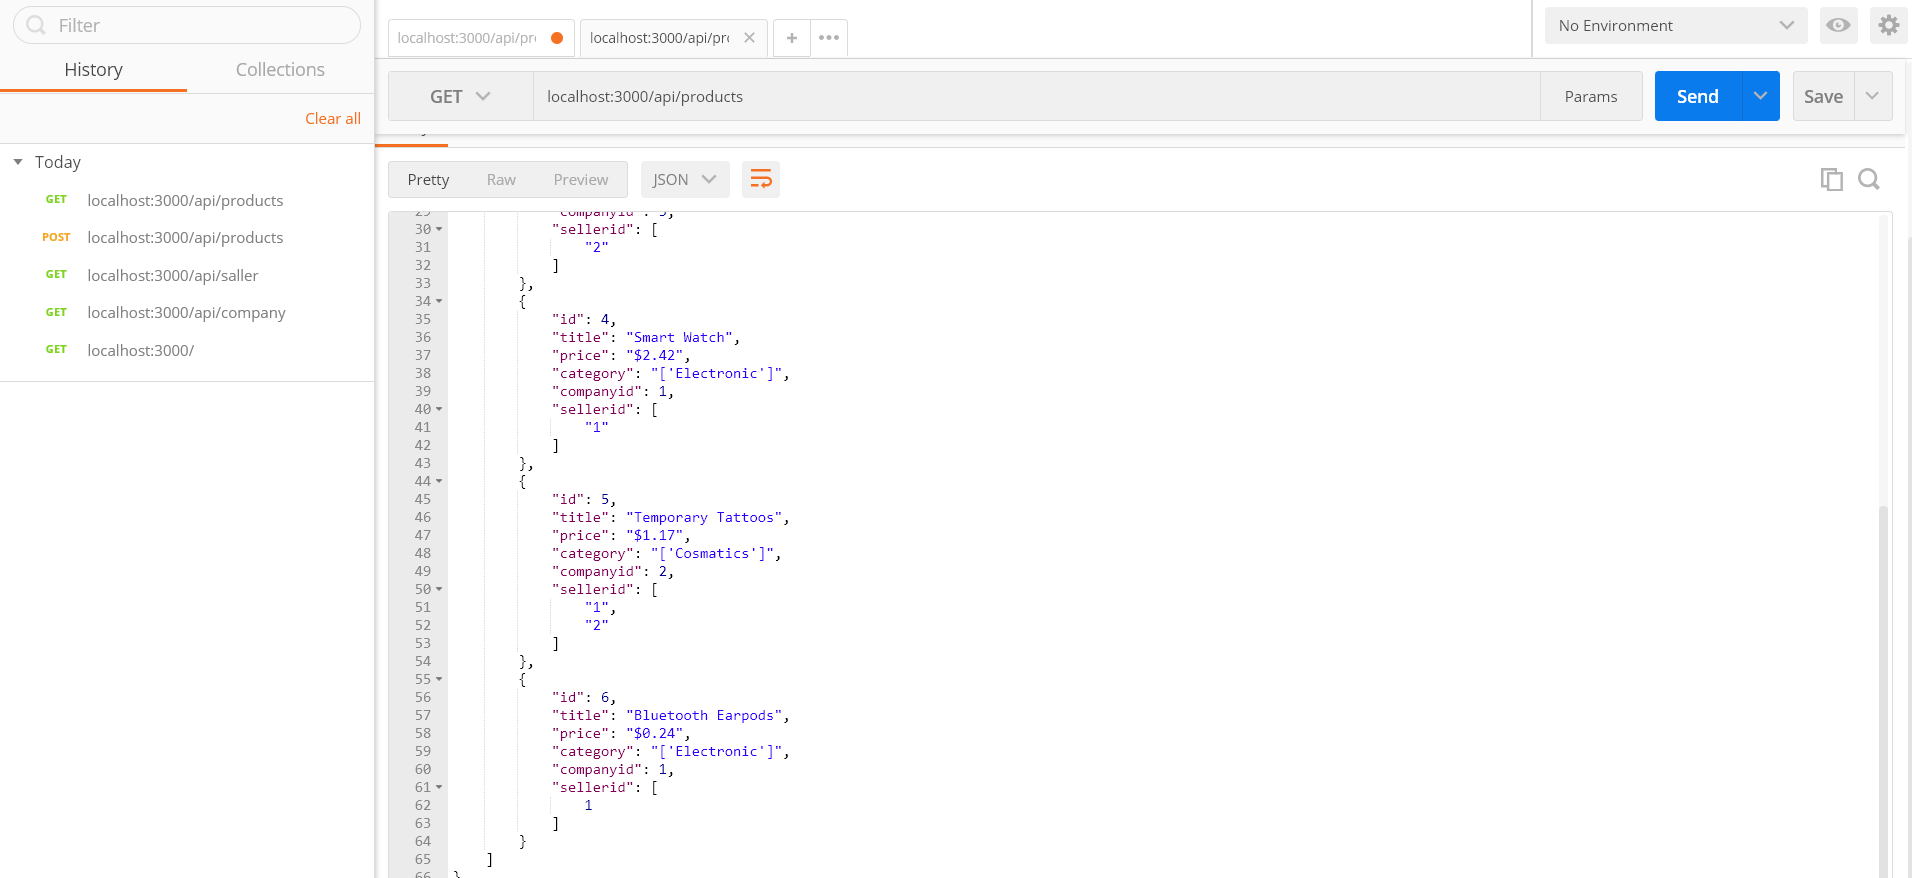 Filter
History
Collections
Clear all
Today
GET localhost:3000/api/products
POST localhost:3000/api/products
GET localhost:3000/api/saller
GET localhost:3000/api/company
GET localhost:3000/
localhost:3000/api/pr
localhost:3000/api/pr
No Environment
GET
localhost:3000/api/products
Params
Send
Save
Pretty
Raw
Preview
JSON
29 "companyid": 3,
30 "sellerid": [
31 "2"
32 ]
33 },
34 {
35 "id": 4,
36 "title": "Smart Watch",
37 "price": "$2.42",
38 "category": "['Electronic']",
39 "companyid": 1,
40 "sellerid": [
41 "1"
42 ]
43 },
44 {
45 "id": 5,
46 "title": "Temporary Tattoos",
47 "price": "$1.17",
48 "category": "['Cosmatics']",
49 "companyid": 2,
50 "sellerid": [
51 "1",
52 "2"
53 ]
54 },
55 {
56 "id": 6,
57 "title": "Bluetooth Earpods",
58 "price": "$0.24",
59 "category": "['Electronic']",
60 "companyid": 1,
61 "sellerid": [
62 1
63 ]
64 }
65 ]
66 }